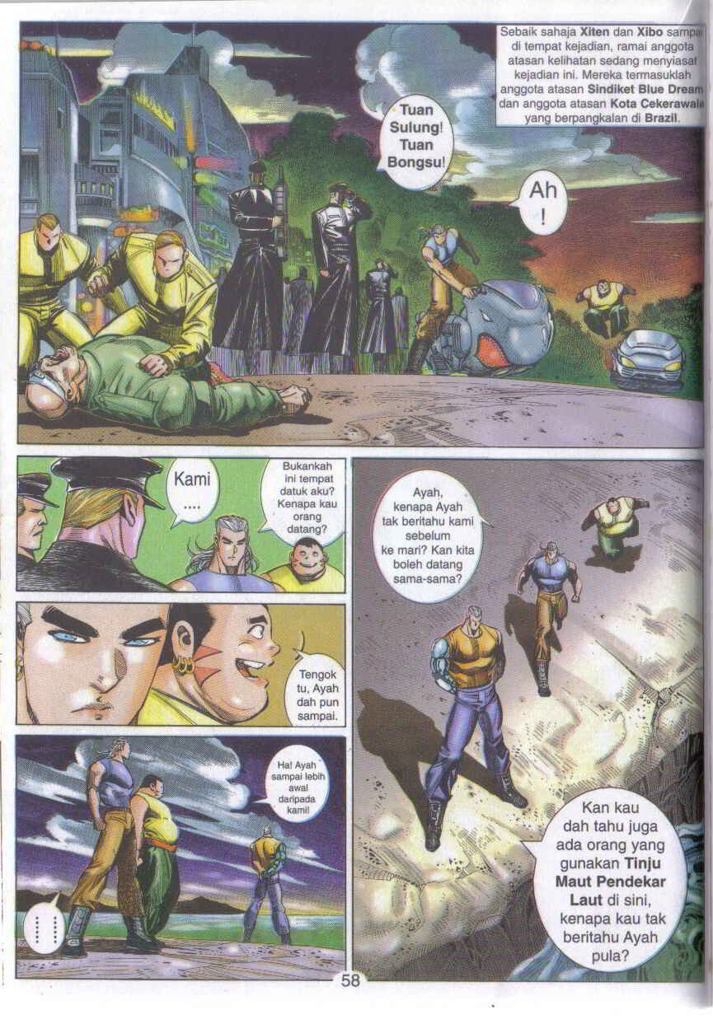 Sebaik sahaja Xiten dan Xibo sampai
di tempat kejadian, ramai anggota
atasan kelihatan sedang menyiasat
kejadian ini. Mereka termasuklah
anggota atasan Sindiket Blue Dream
dan anggota atasan Kota Cekerawala
yang berpangkalan di Brazil.
Tuan
Sulung!
Tuan
Bongsu!
Ah
!
Kami
....
Bukankah
ini tempat
datuk aku?
Kenapa kau
orang
datang?
Tengok
tu, Ayah
dah pun
sampai.
Ha! Ayah
sampai lebih
awal
daripada
kami!
Ayah,
kenapa Ayah
tak beritahu kami
sebelum
ke mari? Kan kita
boleh datang
sama-sama?
Kan kau
dah tahu juga
ada orang yang
gunakan Tinju
Maut Pendekar
Laut di sini,
kenapa kau tak
beritahu Ayah
pula?
58